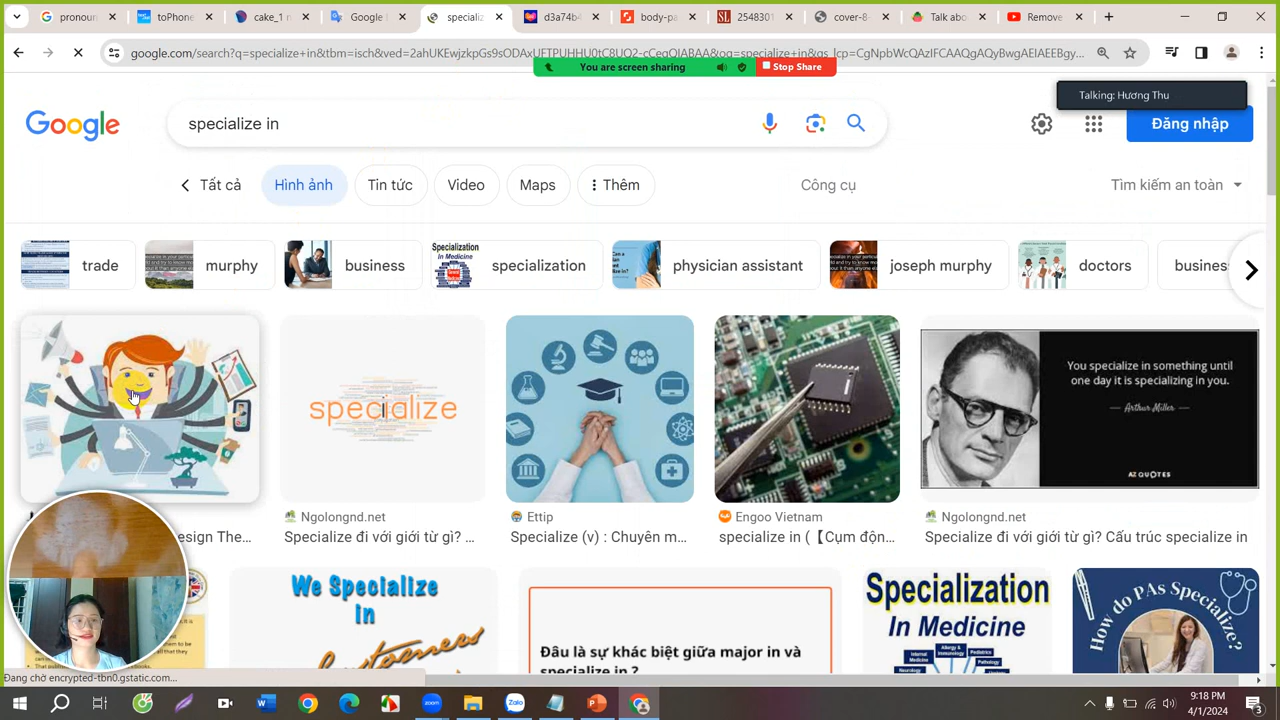 pronoun
toPhone
cake_1 n
Google I
specializ
d3a74b4
body-pa
2548301
cover-8-
Talk abo
Remove
google.com/search?q=specialize+in&tbm=isch&ved=2ahUKEwjzkpGs9sODAxUETPUHHU0tC8UQ2-cCegQIABAA&oq=specialize+in&gs_lcp=CgNpbWcQAzIFCAAQgAQyBwgAEIAEEBgy...
You are screen sharing
Stop Share
Talking: Hương Thu
Google
specialize in
Đăng nhập
Tất cả
Hình ảnh
Tin tức
Video
Maps
Thêm
Công cụ
Tìm kiếm an toàn
trade
murphy
business
Specialization
In Medicine
specialization
physician assistant
joseph murphy
doctors
busines
specialize
You specialize in something until
one day it is specializing in you.
— Arthur Miller —
AZ QUOTES
esign The...
Ngolongnd.net
Specialize đi với giới từ gì? ...
Ettip
Specialize (v) : Chuyên m...
Engoo Vietnam
specialize in (【Cụm độn...
Ngolongnd.net
Specialize đi với giới từ gì? Cấu trúc specialize in
We Specialize
in
Customers
Đâu là sự khác biệt giữa major in và
specialize in ?
Specialization
In Medicine
How do PAs Specialize?
Đang chờ encrypted-tbn0.gstatic.com...
9:18 PM
4/1/2024
3